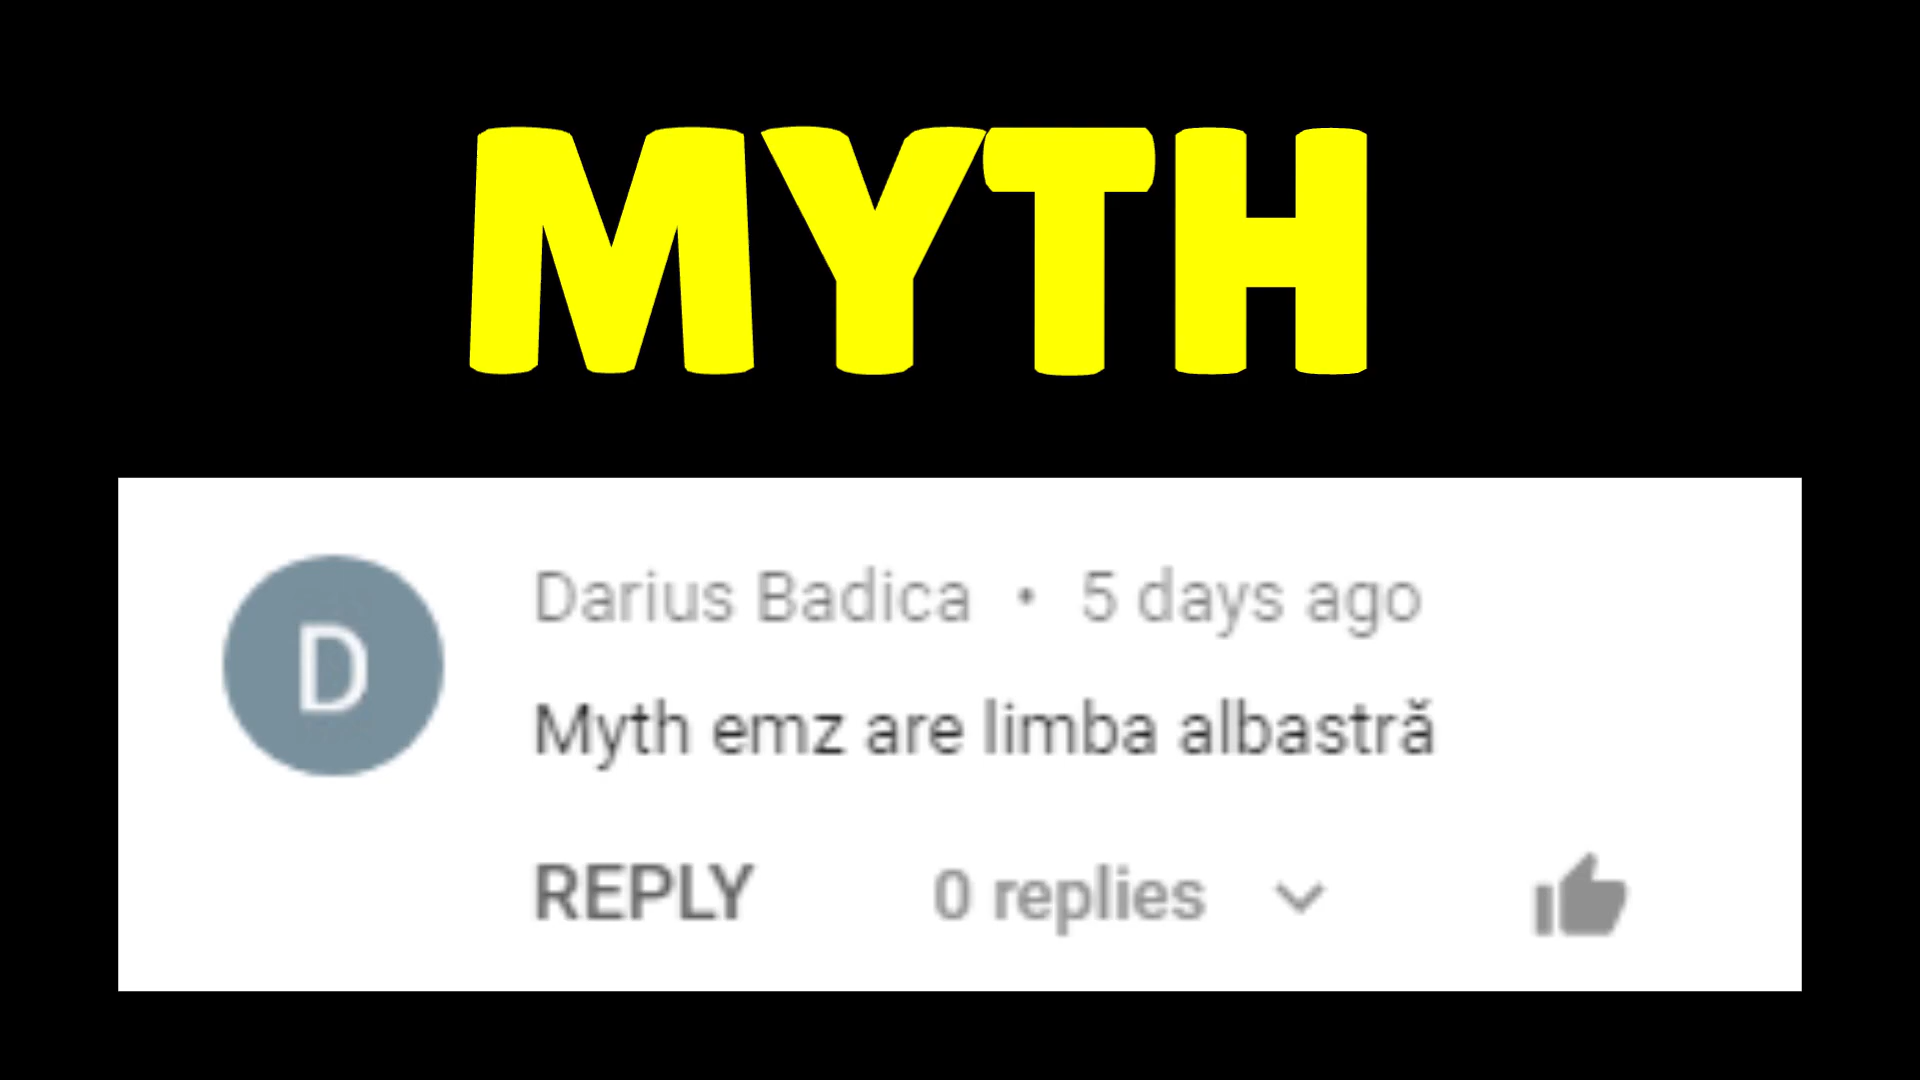 MYTH
D
Darius Badica • 5 days ago
Myth emz are limba albastră
REPLY 0 replies